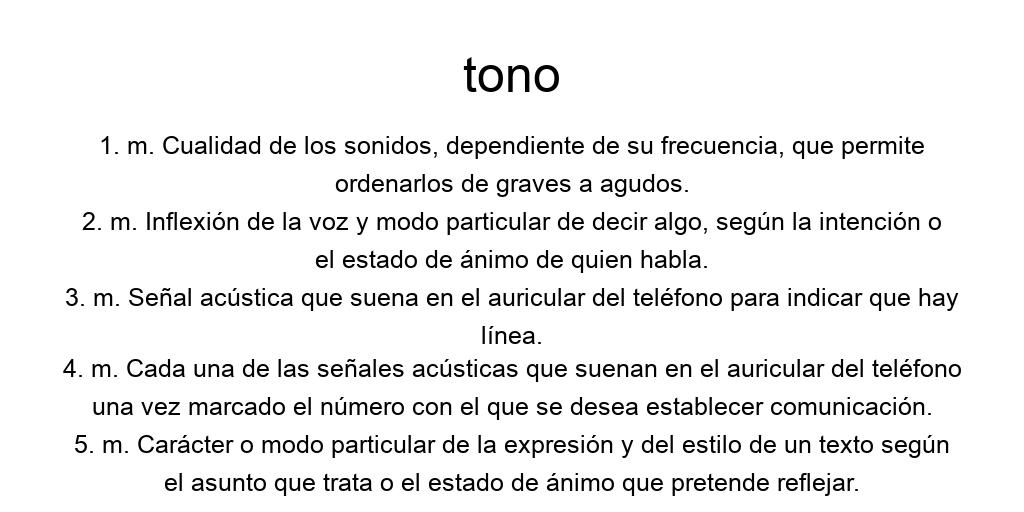 tono
1. m. Cualidad de los sonidos, dependiente de su frecuencia, que permite
ordenarlos de graves a agudos.
2. m. Inflexión de la voz y modo particular de decir algo, según la intención o
el estado de ánimo de quien habla.
3. m. Señal acústica que suena en el auricular del teléfono para indicar que hay
línea.
4. m. Cada una de las señales acústicas que suenan en el auricular del teléfono
una vez marcado el número con el que se desea establecer comunicación.
5. m. Carácter o modo particular de la expresión y del estilo de un texto según
el asunto que trata o el estado de ánimo que pretende reflejar.